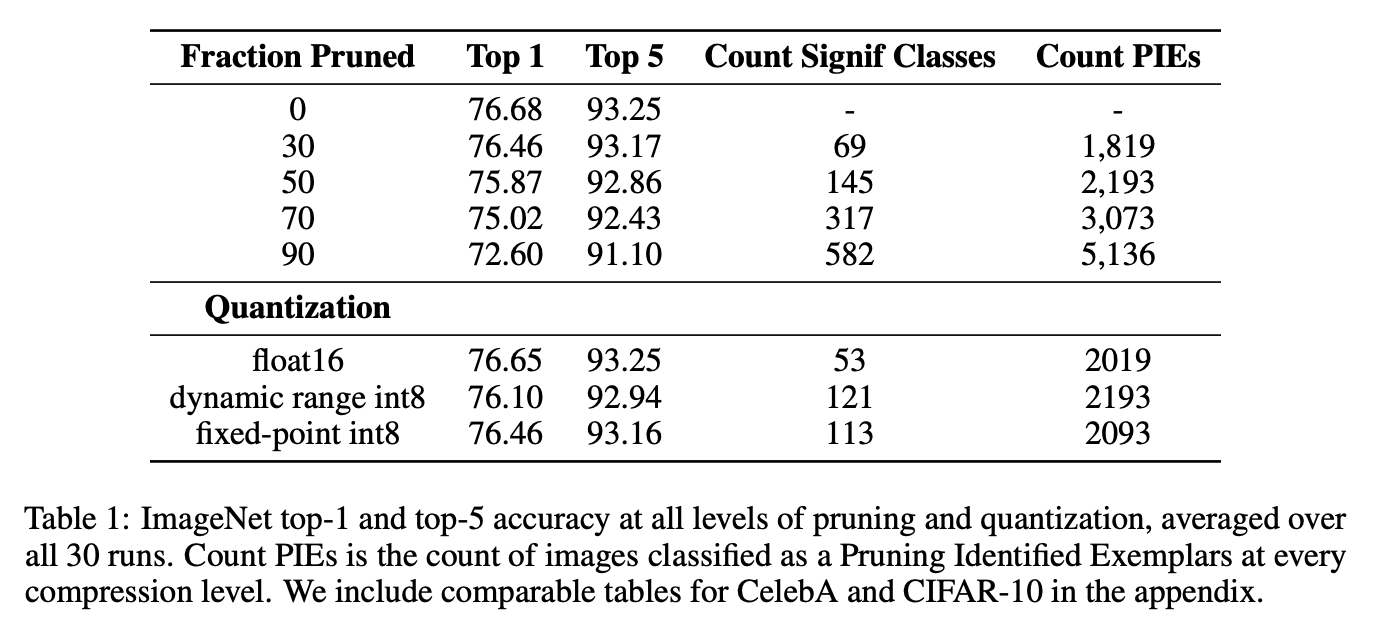 Fraction Pruned Top 1 Top 5 Count Signif Classes Count PIEs
0 76.68 93.25 - -
30 76.46 93.17 69 1,819
50 75.87 92.86 145 2,193
70 75.02 92.43 317 3,073
90 72.60 91.10 582 5,136
Quantization
float16 76.65 93.25 53 2019
dynamic range int8 76.10 92.94 121 2193
fixed-point int8 76.46 93.16 113 2093
Table 1: ImageNet top-1 and top-5 accuracy at all levels of pruning and quantization, averaged over
all 30 runs. Count PIEs is the count of images classified as a Pruning Identified Exemplars at every
compression level. We include comparable tables for CelebA and CIFAR-10 in the appendix.